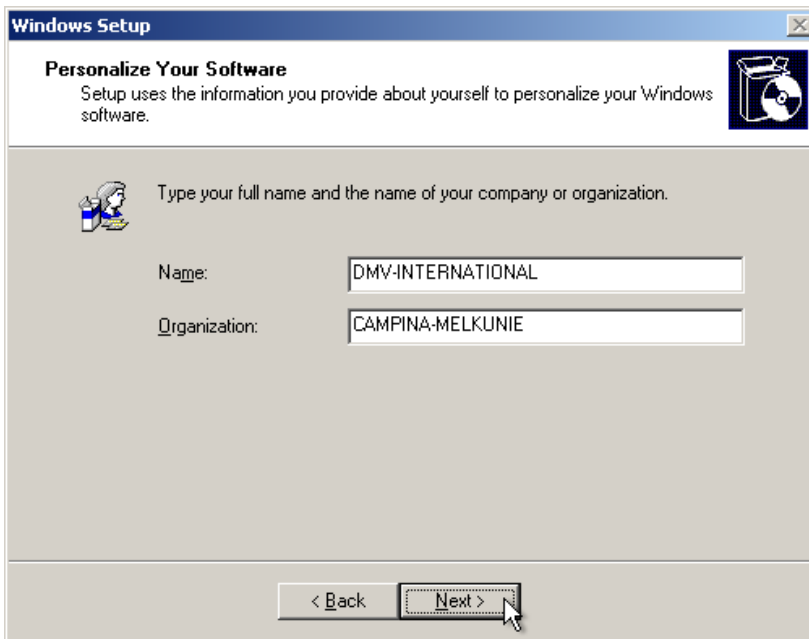 Windows Setup
Personalize Your Software
Setup uses the information you provide about yourself to personalize your Windows
software.
Type your full name and the name of your company or organization.
Name:
DMV-INTERNATIONAL
Organization:
CAMPINA-MELKUNIE
< Back
Next >